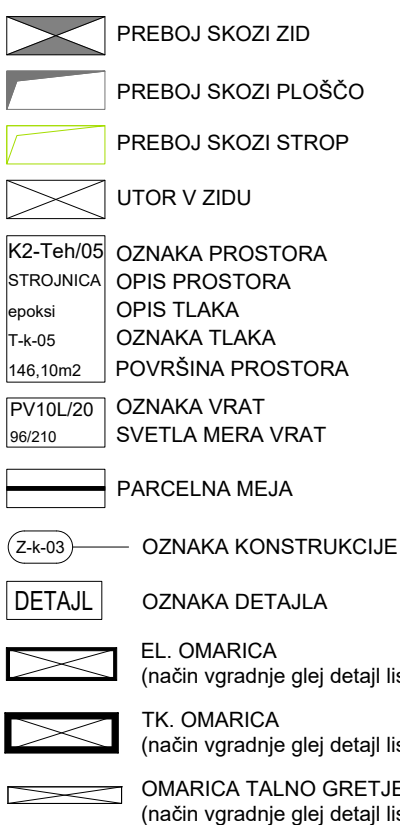 PREBOJ SKOZI ZID
PREBOJ SKOZI PLOŠČO
PREBOJ SKOZI STROP
UTOR V ZIDU
K2-Teh/05 OZNAKA PROSTORA
STROJNICA OPIS PROSTORA
epoksi OPIS TLAKA
T-k-05 OZNAKA TLAKA
146,10m2 POVRŠINA PROSTORA
PV10L/20 OZNAKA VRAT
96/210 SVETLA MERA VRAT
PARCELNA MEJA
Z-k-03 OZNAKA KONSTRUKCIJE
DETAJL OZNAKA DETAJLA
EL. OMARICA
(način vgradnje glej detajl lis
TK. OMARICA
(način vgradnje glej detajl lis
OMARICA TALNO GRETJE
(način vgradnje glej detajl lis